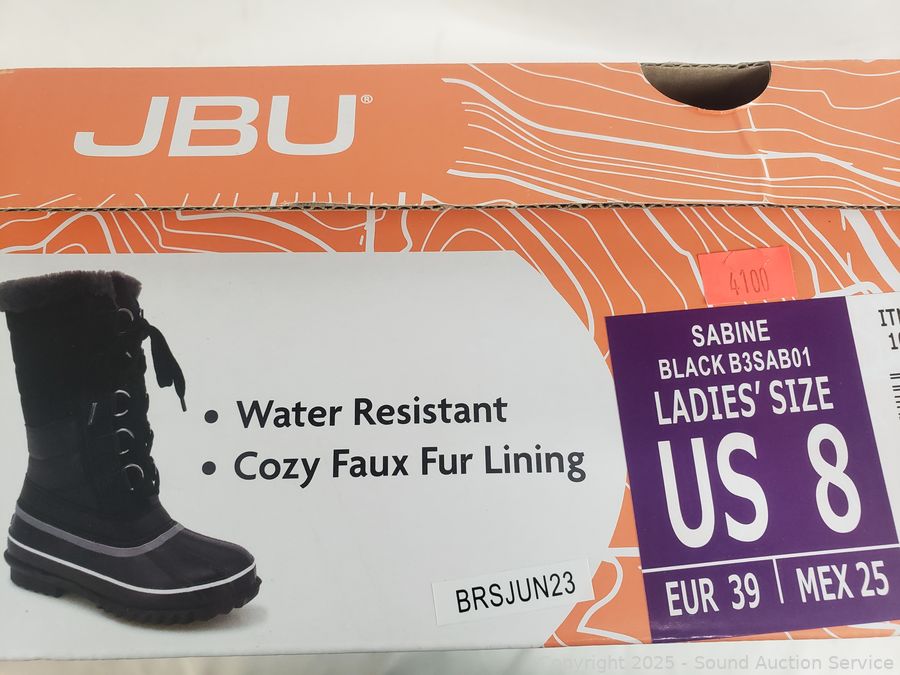 JBU®
4100
SABINE
BLACK B3SAB01
LADIES' SIZE
US 8
EUR 39 | MEX 25
• Water Resistant
• Cozy Faux Fur Lining
BRSJUN23
Copyright 2025 - Sound Auction Service